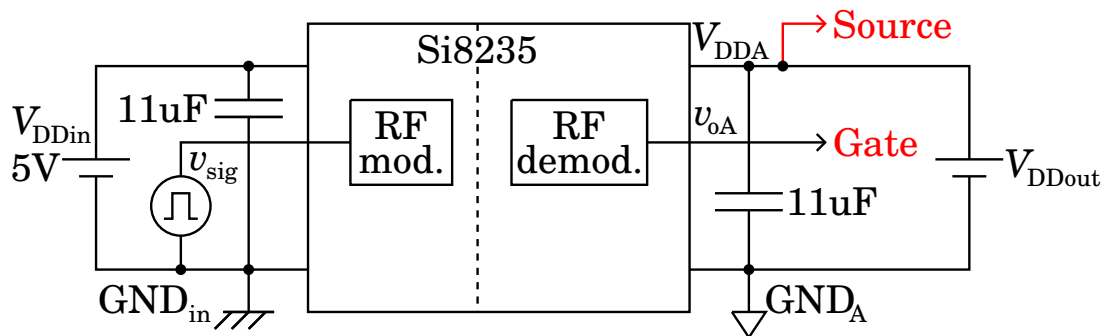 Si8235
V_DDA
Source
11uF
V_DDin
5V
v_sig
RF
mod.
RF
demod.
v_oA
Gate
V_DDout
11uF
GND_in
GND_A